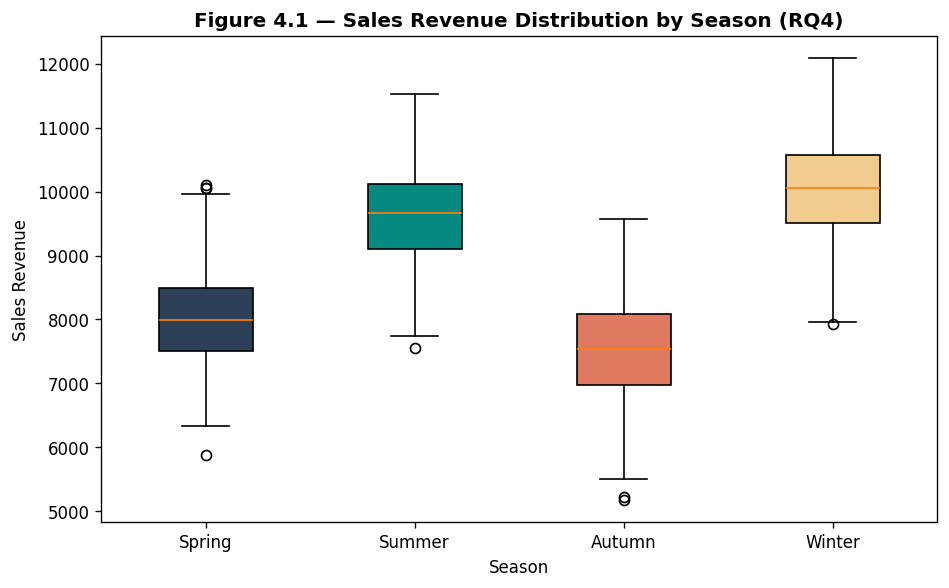 Figure 4.1 — Sales Revenue Distribution by Season (RQ4)
12000
11000
10000
9000
8000
7000
6000
5000
Sales Revenue
Spring Summer Autumn Winter
Season